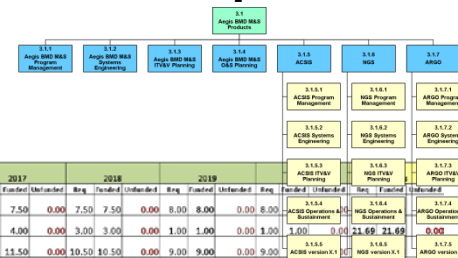 3.1
Aegis BMD M&S
Products
3.1.1
Aegis BMD M&S
Program
Management
3.1.2
Aegis BMD M&S
Systems
Engineering
3.1.3
Aegis BMD M&S
ITV&V Planning
3.1.4
Aegis BMD M&S
O&S Planning
3.1.5
ACSIS
3.1.6
NGS
3.1.7
ARGO
3.1.5.1
ACSIS Program
Management
3.1.6.1
NGS Program
Management
3.1.7.1
ARGO Program
Management
3.1.5.2
ACSIS Systems
Engineering
3.1.6.2
NGS Systems
Engineering
3.1.7.2
ARGO System
Engineering
3.1.5.3
ACSIS ITV&V
Planning
3.1.6.3
NGS ITV&V
Planning
3.1.7.3
ARGO ITV&
Planning
3.1.5.4
ACSIS Operations &
Sustainment
3.1.6.4
NGS Operations &
Sustainment
3.1.7.4
ARGO Operation
Sustainment
3.1.5.5
ACSIS version X.1
3.1.6.5
NGS version X.1
3.1.7.5
ARGO version
2017 2018 2019
Funded Unfunded Req Funded Unfunded Req Funded Unfunded Req Funded Unfunded Req Funded Unfunded
7.50 0.00 7.50 7.50 0.00 8.00 8.00 0.00 8.00
4.00 0.00 3.00 3.00 0.00 1.00 1.00 0.00 1.00 1.00 21.69 21.69 0.00
11.50 0.00 10.50 10.50 0.00 9.00 9.00 0.00 9.00